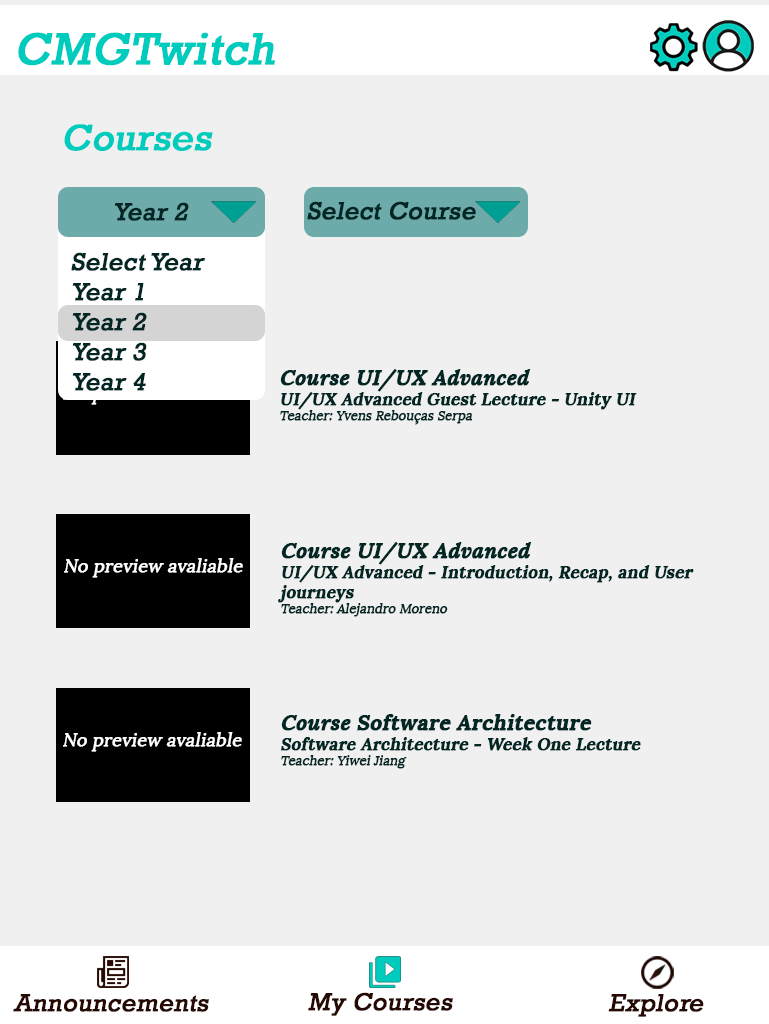 CMGTwitch
Courses
Year 2
Select Course
Select Year
Year 1
Year 2
Year 3
Year 4
Course UI/UX Advanced
UI/UX Advanced Guest Lecture - Unity UI
Teacher: Yvens Rebouças Serpa
No preview avaliable
Course UI/UX Advanced
UI/UX Advanced - Introduction, Recap, and User
journeys
Teacher: Alejandro Moreno
No preview avaliable
Course Software Architecture
Software Architecture - Week One Lecture
Teacher: Yiwei Jiang
Announcements
My Courses
Explore